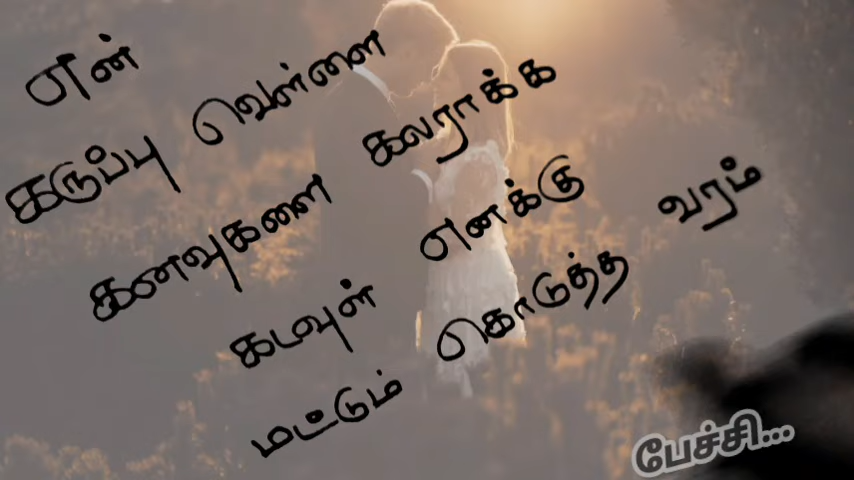 என்
கருப்பு வெள்ளை
கனவுகளை கலராக்க
கடவுள் எனக்கு
மட்டும் கொடுத்த வரம்
பேச்சி...